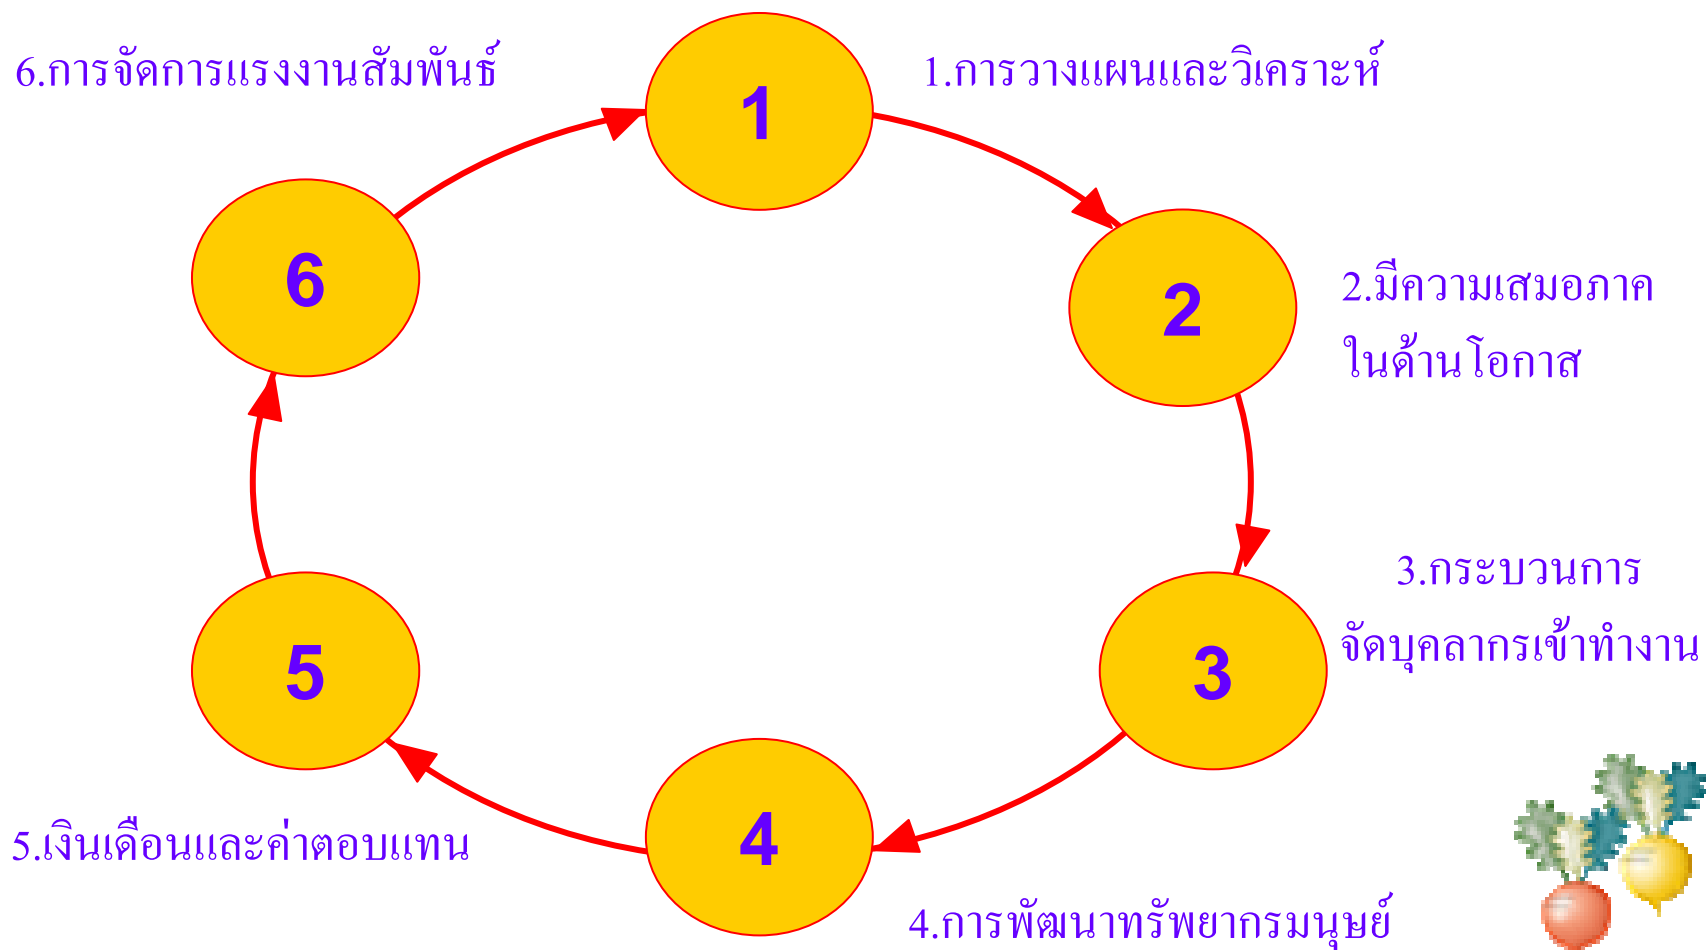 6.การจัดการแรงงานสัมพันธ์
1
1.การวางแผนและวิเคราะห์
6
2
2.มีความเสมอภาค
ในด้านโอกาส
3.กระบวนการ
จัดบุคลากรเข้าทำงาน
5
3
4
5.เงินเดือนและค่าตอบแทน
4.การพัฒนาทรัพยากรมนุษย์